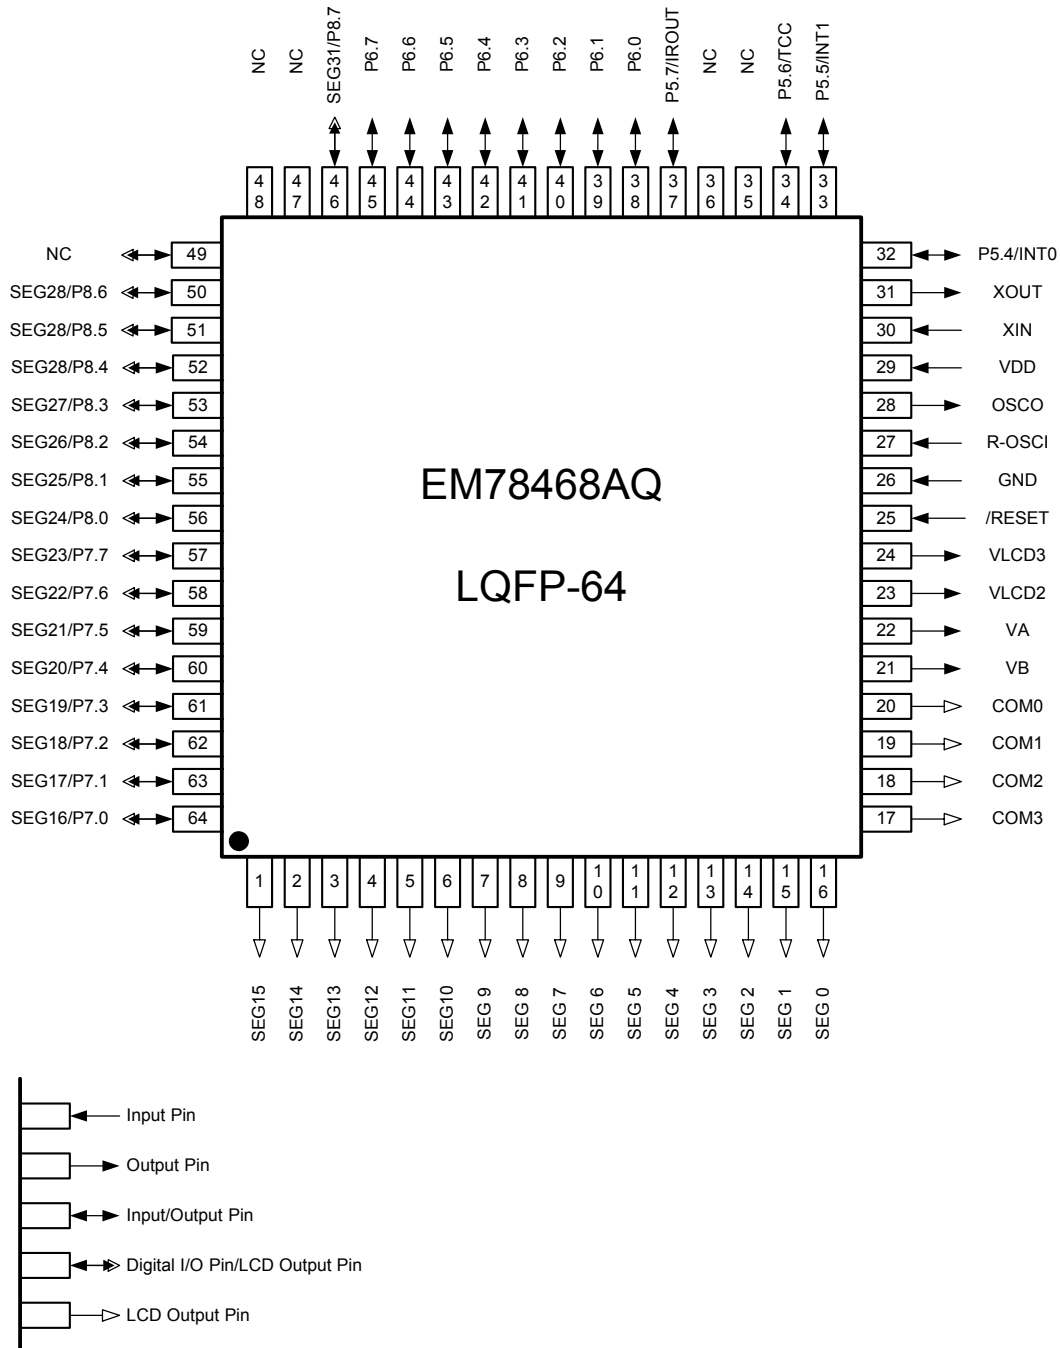 NC
NC
SEG31/P8.7
P6.7
P6.6
P6.5
P6.4
P6.3
P6.2
P6.1
P6.0
P5.7/IROUT
NC
NC
P5.6/TCC
P5.5/INT1
48
47
46
45
44
43
42
41
40
39
38
37
36
35
34
33
NC 49
SEG28/P8.6 50
SEG28/P8.5 51
SEG28/P8.4 52
SEG27/P8.3 53
SEG26/P8.2 54
SEG25/P8.1 55
SEG24/P8.0 56
SEG23/P7.7 57
SEG22/P7.6 58
SEG21/P7.5 59
SEG20/P7.4 60
SEG19/P7.3 61
SEG18/P7.2 62
SEG17/P7.1 63
SEG16/P7.0 64
EM78468AQ
LQFP-64
32 P5.4/INT0
31 XOUT
30 XIN
29 VDD
28 OSCO
27 R-OSCI
26 GND
25 /RESET
24 VLCD3
23 VLCD2
22 VA
21 VB
20 COM0
19 COM1
18 COM2
17 COM3
1
2
3
4
5
6
7
8
9
10
11
12
13
14
15
16
SEG15
SEG14
SEG13
SEG12
SEG11
SEG10
SEG 9
SEG 8
SEG 7
SEG 6
SEG 5
SEG 4
SEG 3
SEG 2
SEG 1
SEG 0
Input Pin
Output Pin
Input/Output Pin
Digital I/O Pin/LCD Output Pin
LCD Output Pin